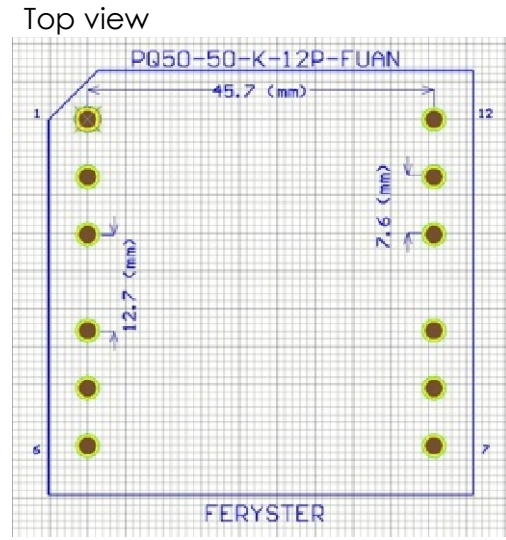 Top view
PQ50-50-K-12P-FUAN
45.7 (mm)
1
12
7.6 (mm)
12.7 (mm)
6
7
FERYSTER